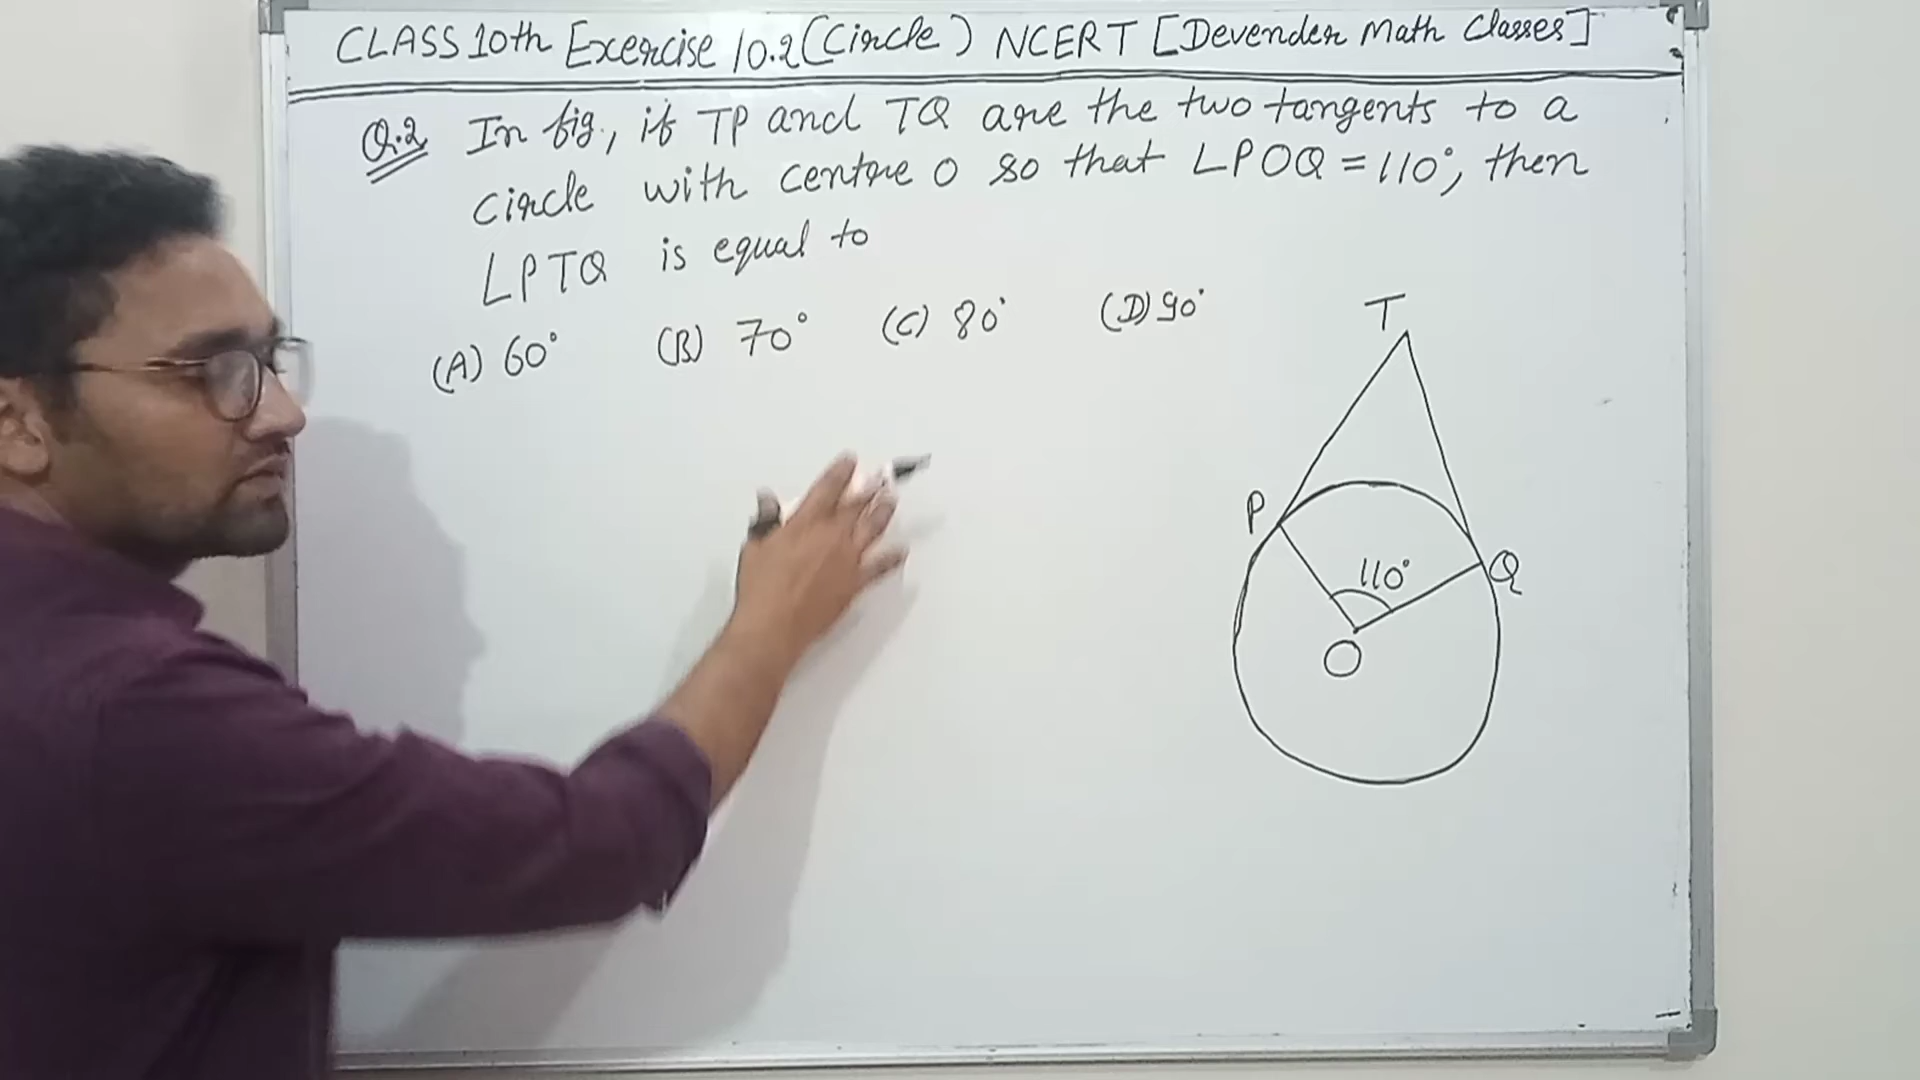 CLASS 10th Exercise 10.2 (Circle) NCERT [Devender Math Classes]
Q.2 In fig., if TP and TQ are the two tangents to a
circle with centre O so that ∠POQ = 110°, then
∠PTQ is equal to
(A) 60° (B) 70° (C) 80° (D) 90°
T
P
110°
Q
O